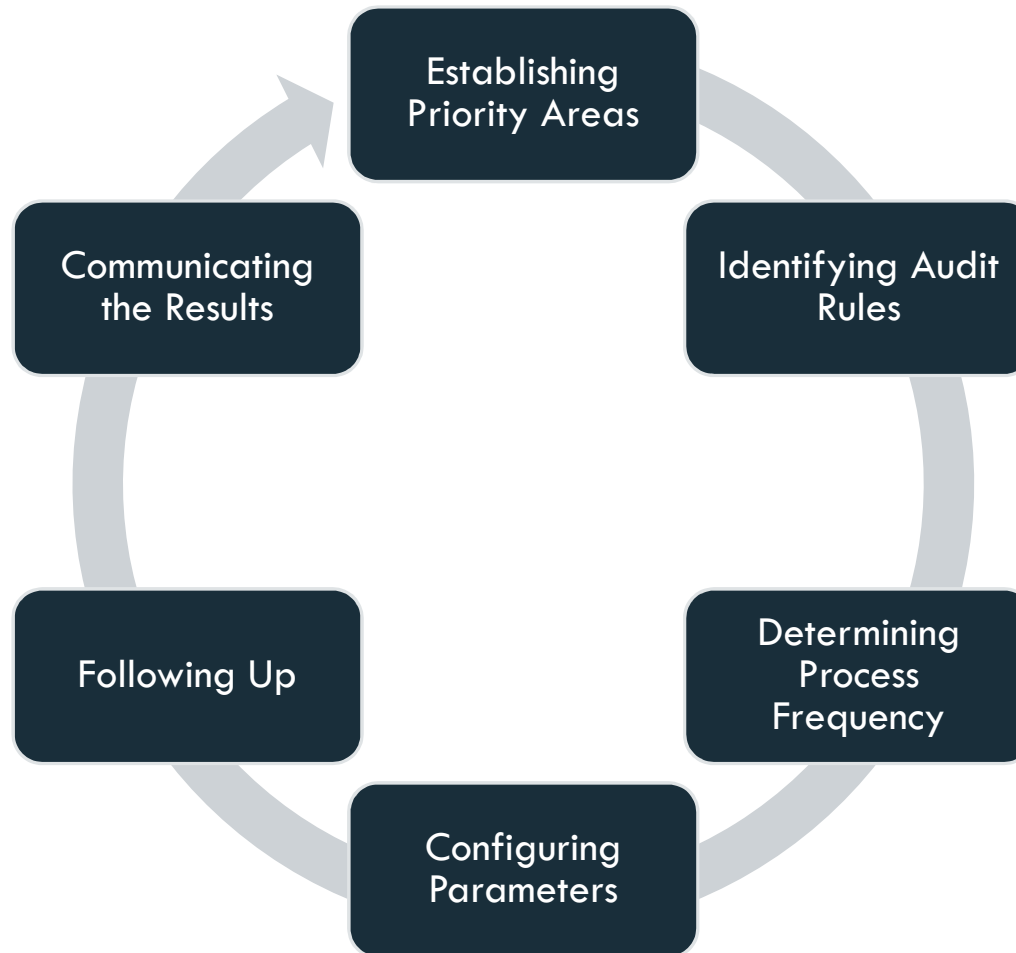 Establishing
Priority Areas
Identifying Audit
Rules
Determining
Process
Frequency
Configuring
Parameters
Following Up
Communicating
the Results